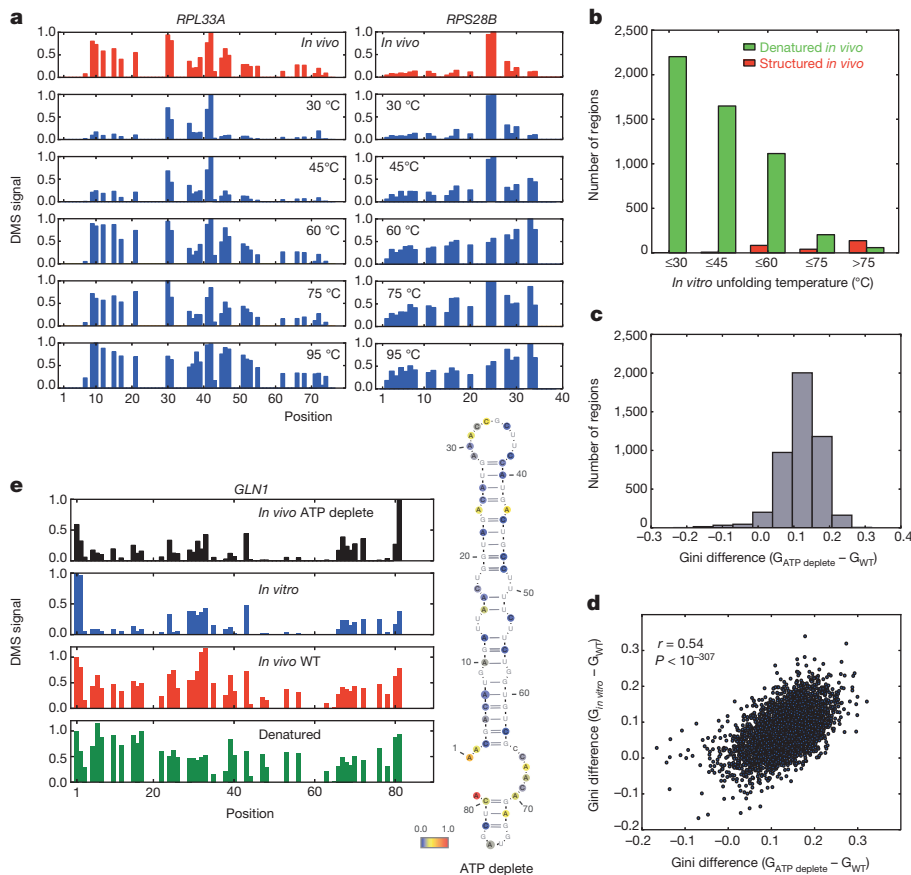 a
RPL33A
RPS28B
In vivo
In vivo
30 °C
30 °C
45°C
45 °C
60 °C
60 °C
75 °C
75 °C
95 °C
95 °C
DMS signal
1.0
0.5
0.0
1 10 20 30 40 50 60 70
1 10 20 30 40
Position
b
Denatured in vivo
Structured in vivo
Number of regions
2,500
2,000
1,500
1,000
500
0
≤30 ≤45 ≤60 ≤75 >75
In vitro unfolding temperature (°C)
c
Number of regions
2,500
2,000
1,500
1,000
500
0
−0.3 −0.2 −0.1 0.0 0.1 0.2 0.3 0.4
Gini difference (GATP deplete – GWT)
d
r = 0.54
P < 10−307
Gini difference (GIn vitro – GWT)
0.4
0.3
0.2
0.1
0.0
−0.1
−0.2
−0.2 −0.1 −0.0 0.1 0.2 0.3 0.4
Gini difference (GATP deplete – GWT)
e
GLN1
In vivo ATP deplete
In vitro
In vivo WT
Denatured
DMS signal
1.0
0.5
0.0
1 20 40 60 80
Position
1
10
20
30
40
50
60
70
80
0.0 1.0
ATP deplete